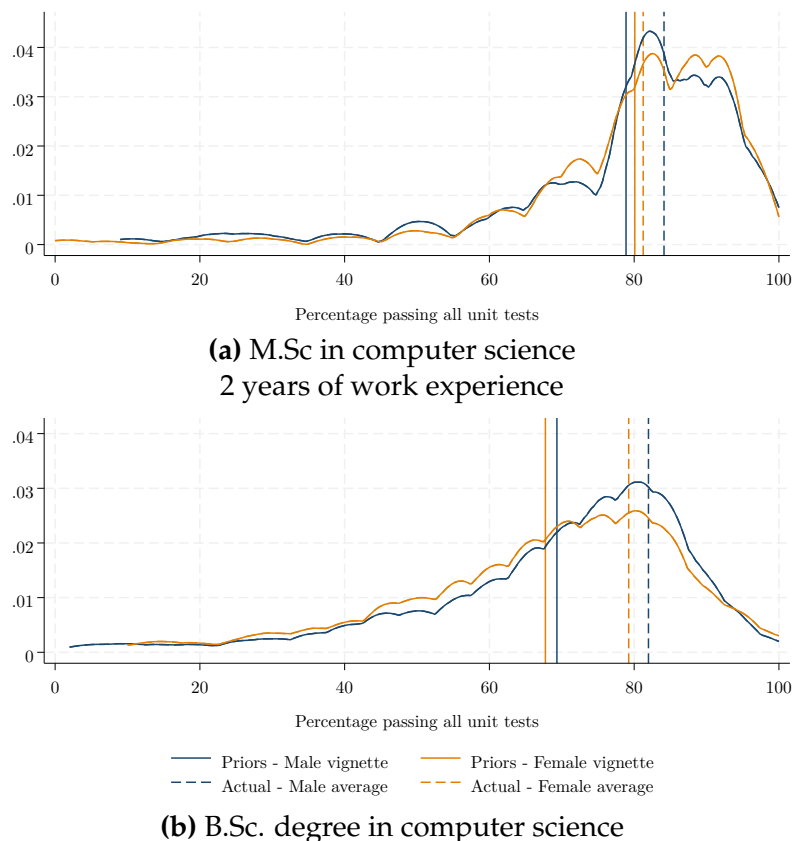 .04
.03
.02
.01
0
0 20 40 60 80 100
Percentage passing all unit tests
(a) M.Sc in computer science
2 years of work experience
.04
.03
.02
.01
0
0 20 40 60 80 100
Percentage passing all unit tests
Priors - Male vignette Priors - Female vignette
Actual - Male average Actual - Female average
(b) B.Sc. degree in computer science